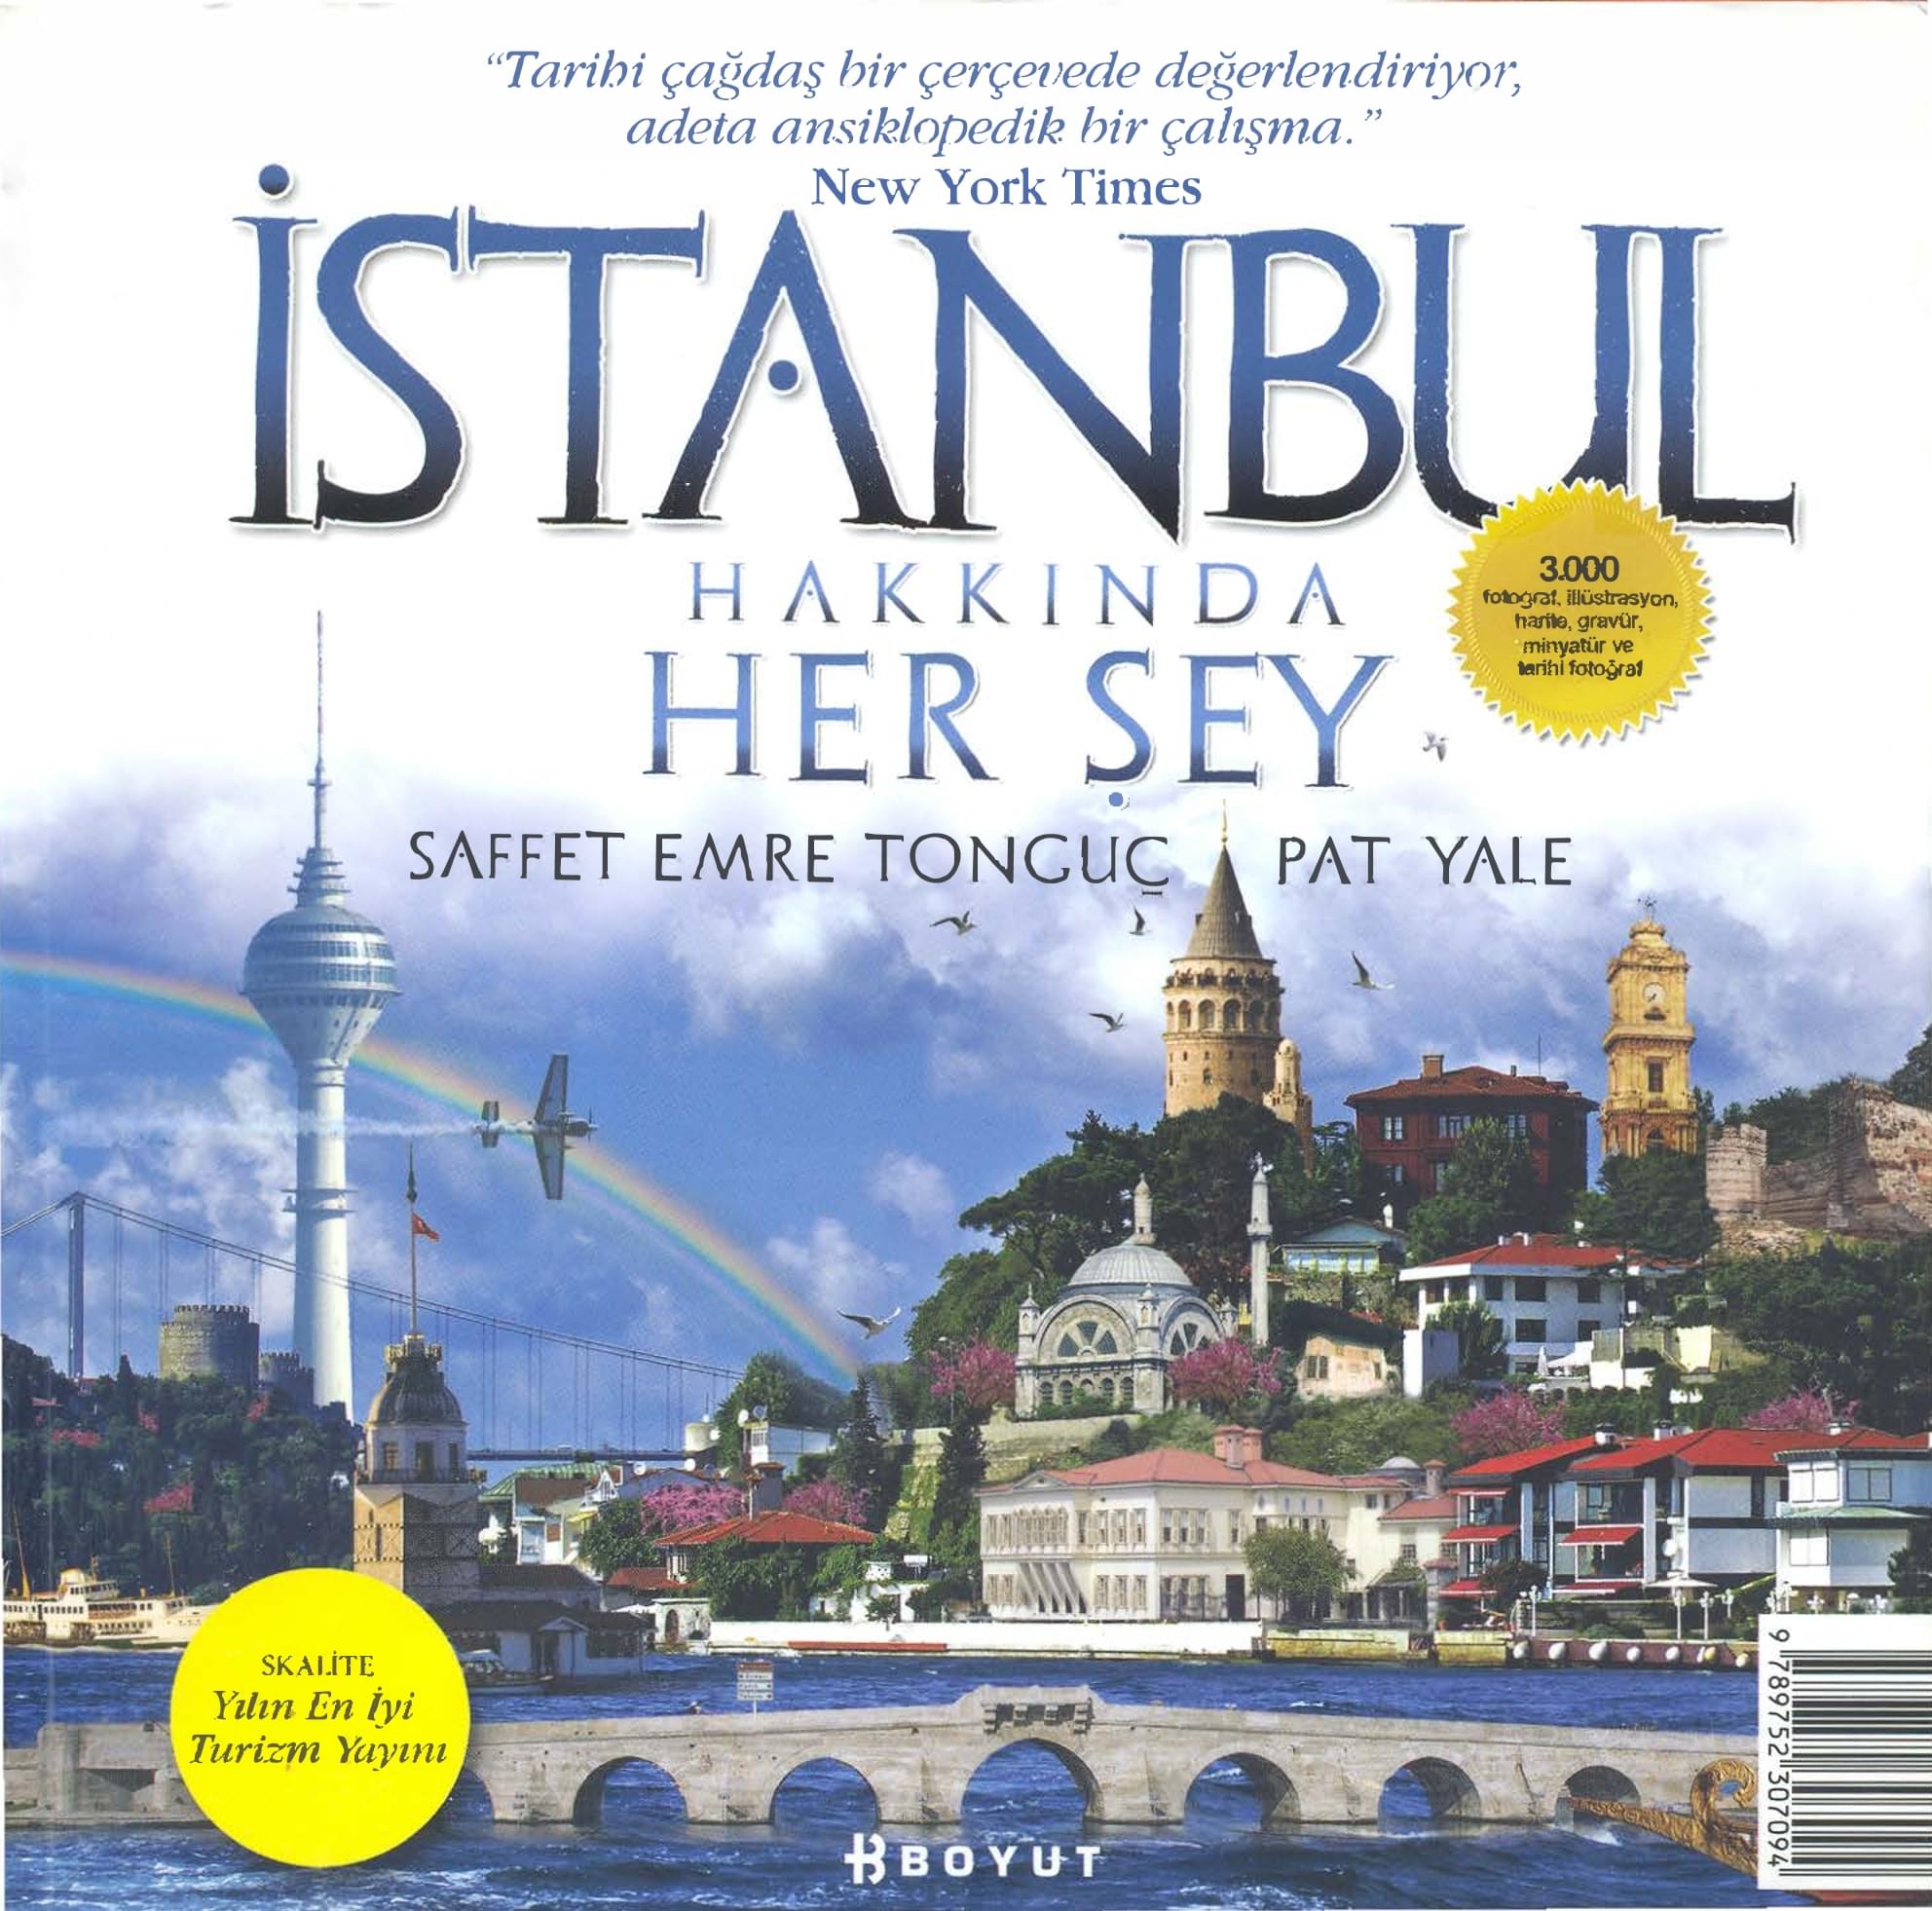 “Tarihi çağdaş bir çerçevede değerlendiriyor,
adeta ansiklopedik bir çalışma.”
New York Times
İSTANBUL
HAKKINDA
HER ŞEY
3.000
fotoğraf, illüstrasyon,
harita, gravür,
minyatür ve
tarihi fotoğraf
SAFFET EMRE TONGUÇ PAT YALE
SKALİTE
Yılın En İyi
Turizm Yayını
BOYUT
9 789752 307094